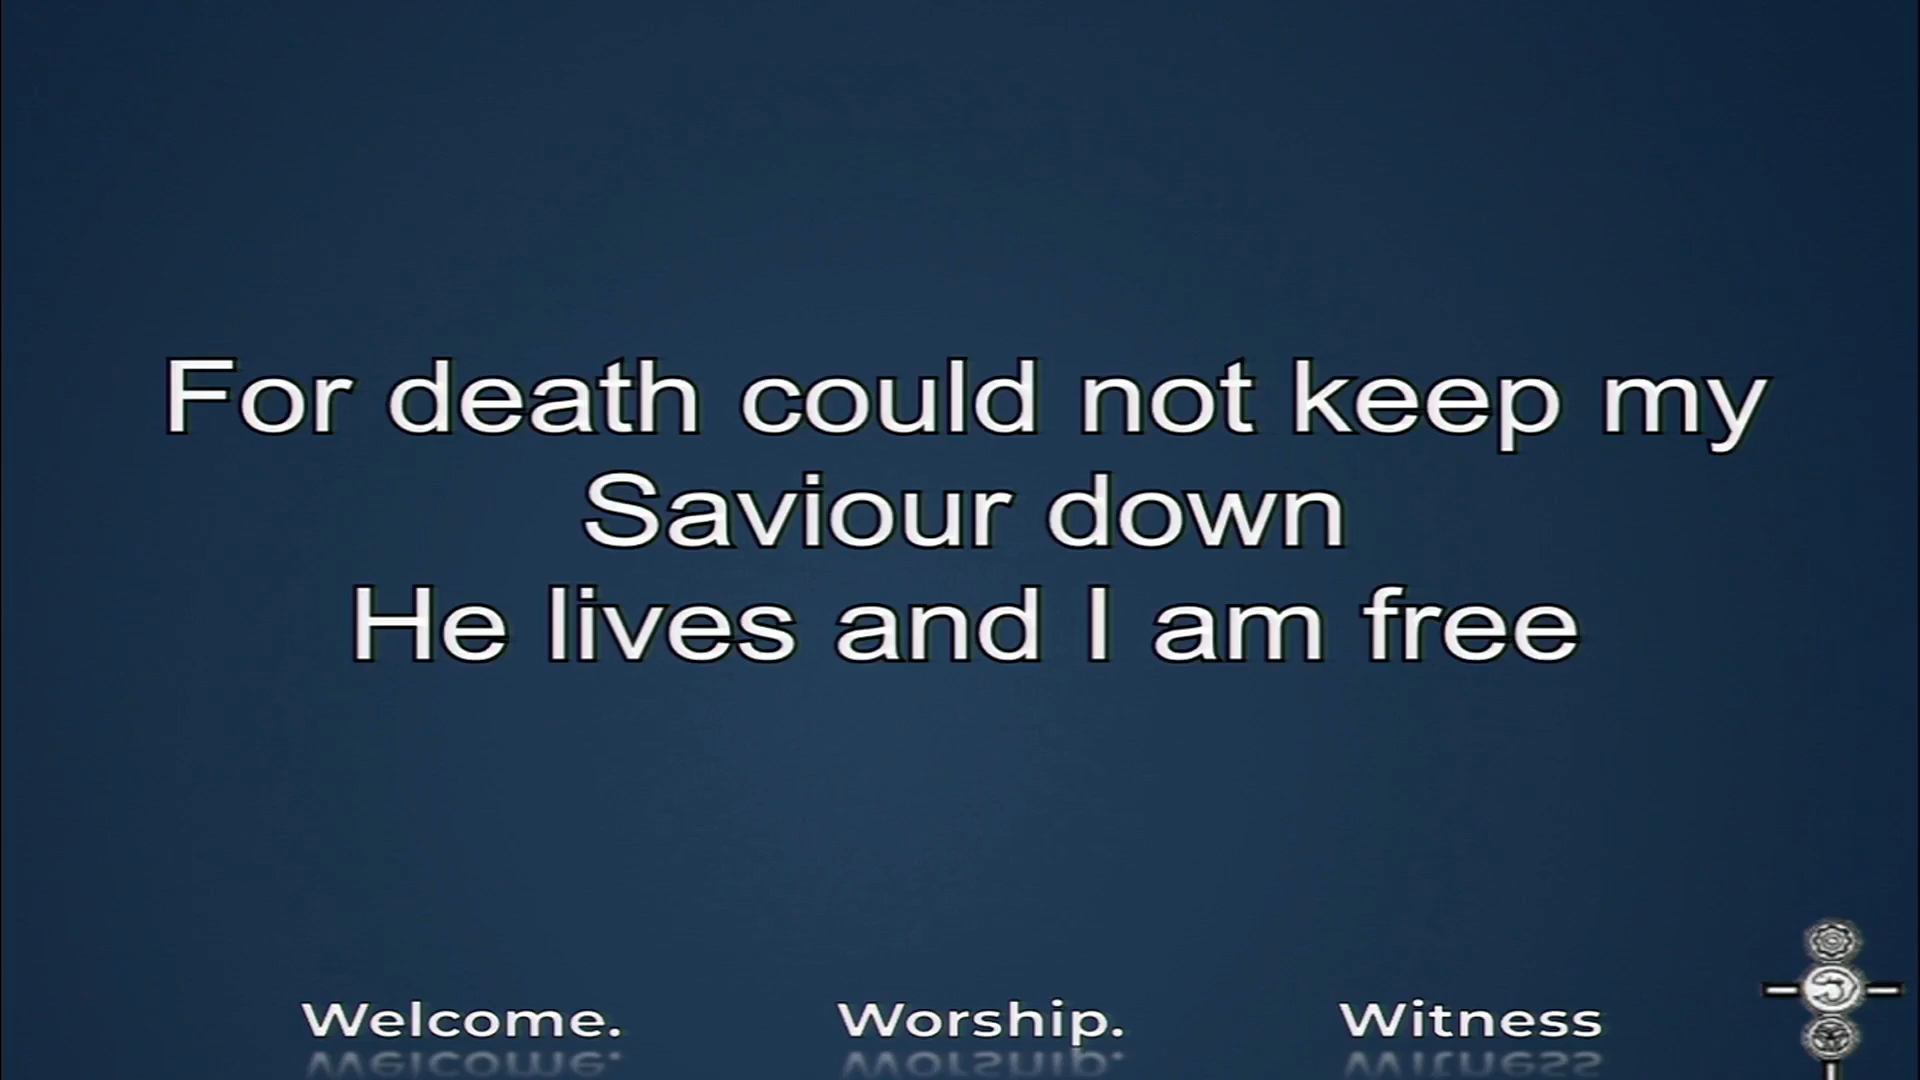 For death could not keep my
Saviour down
He lives and I am free
Welcome. Worship. Witness